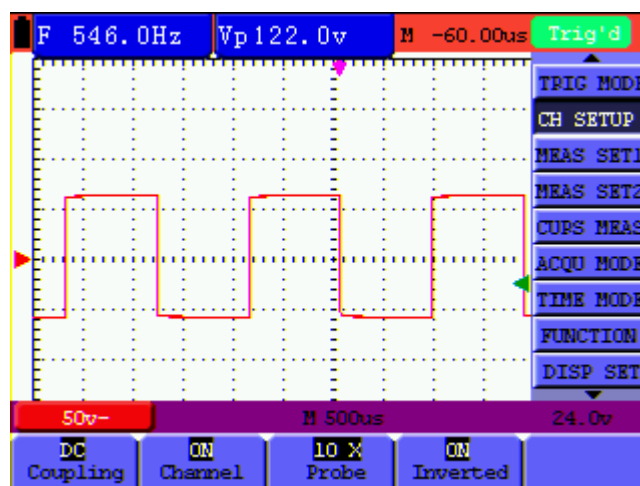 F 546.0Hz
Vp122.0v
M -60.00us
Trig'd
TRIG MODE
CH SETUP
MEAS SET1
MEAS SET2
CURS MEAS
ACQU MODE
TIME MODE
FUNCTION
DISP SET
50v-
M 500us
24.0v
DC
Coupling
ON
Channel
10 X
Probe
ON
Inverted